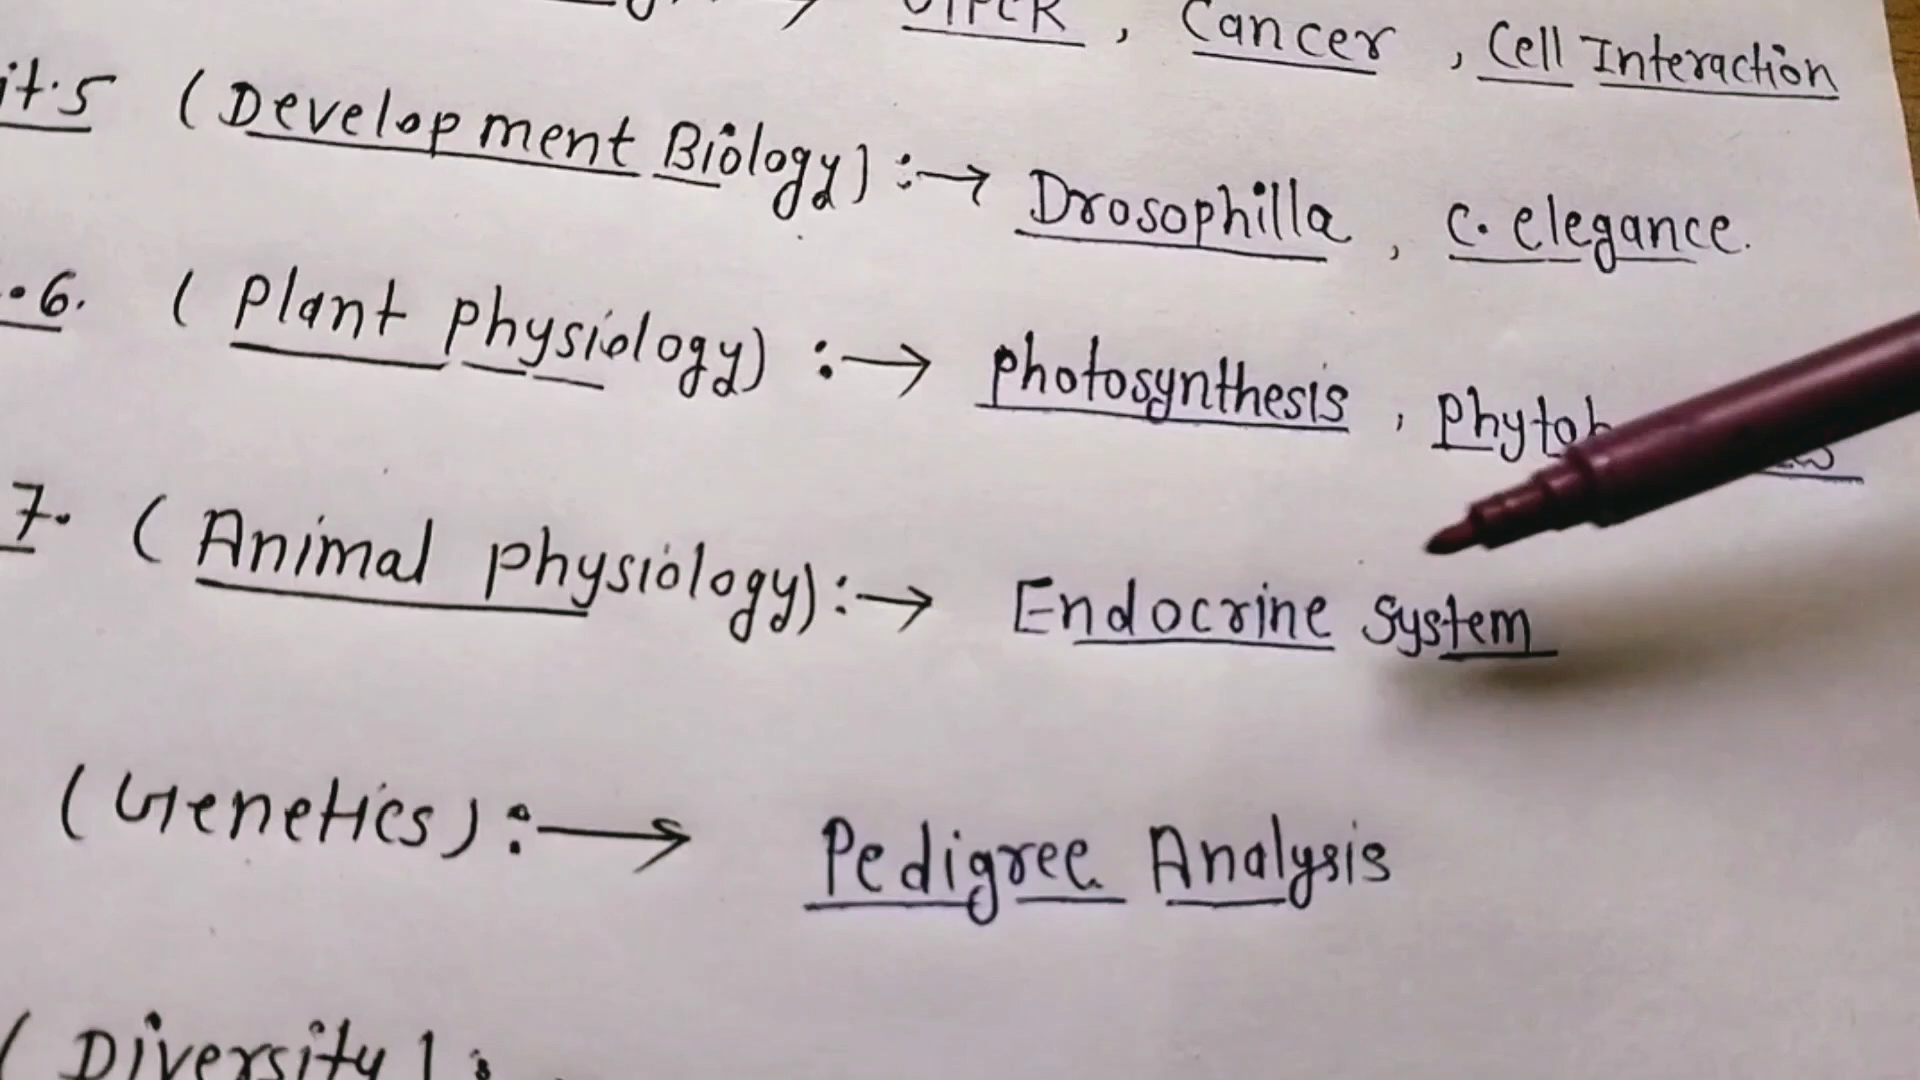 , Cancer, Cell Interaction
it.5 (Development Biology) :→ Drosophilla, C. elegance.
.6. (Plant physiology) :→ photosynthesis,
7. (Animal physiology) :→ Endocrine System
(Genetics) :→ Pedigree Analysis
(Diversity) :